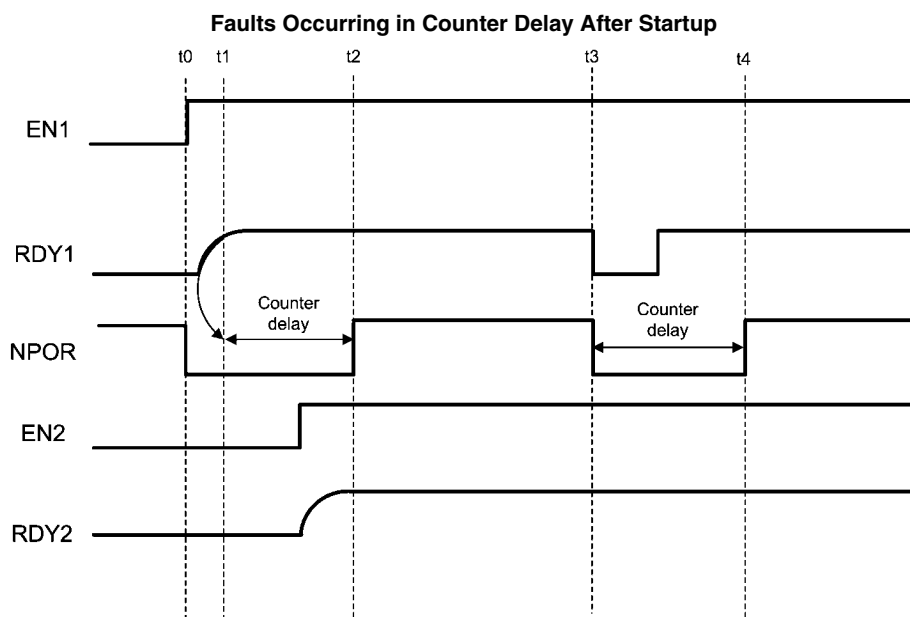 Faults Occurring in Counter Delay After Startup
t0 t1 t2 t3 t4
EN1
RDY1
Counter
delay
Counter
delay
NPOR
EN2
RDY2